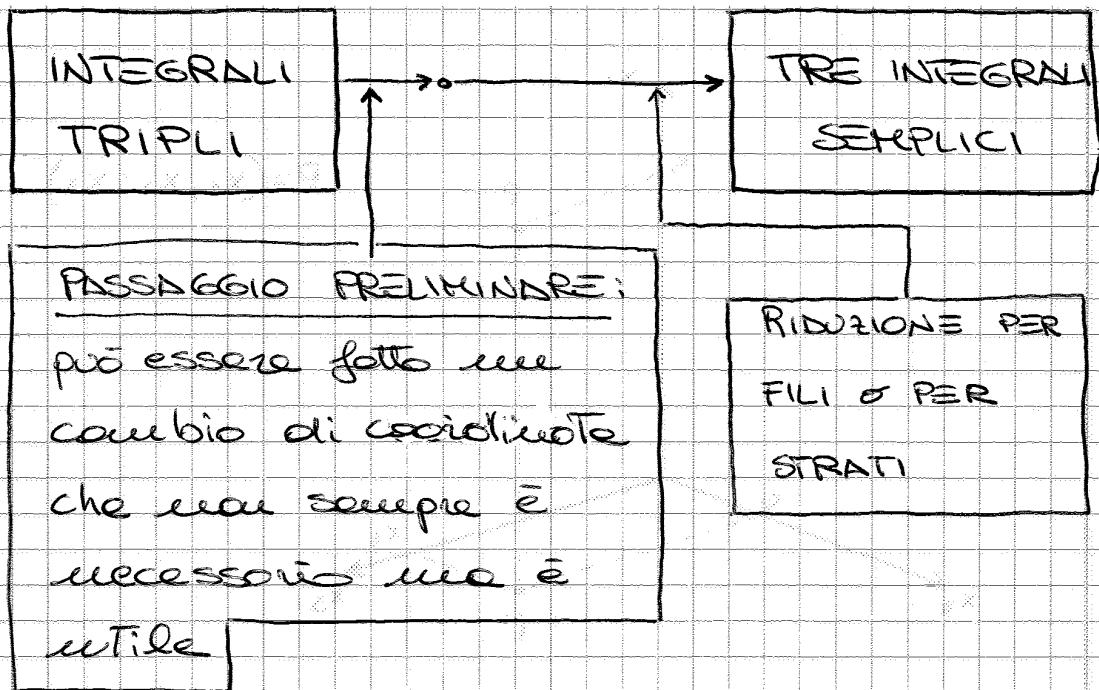 INTEGRALI
TRIPLI
TRE INTEGRALI
SEMPLICI
PASSAGGIO PRELIMINARE:
può essere fatto un
cambio di coordinate
che non sempre è
necessario ma è
utile
RIDUZIONE PER
FILI O PER
STRATI